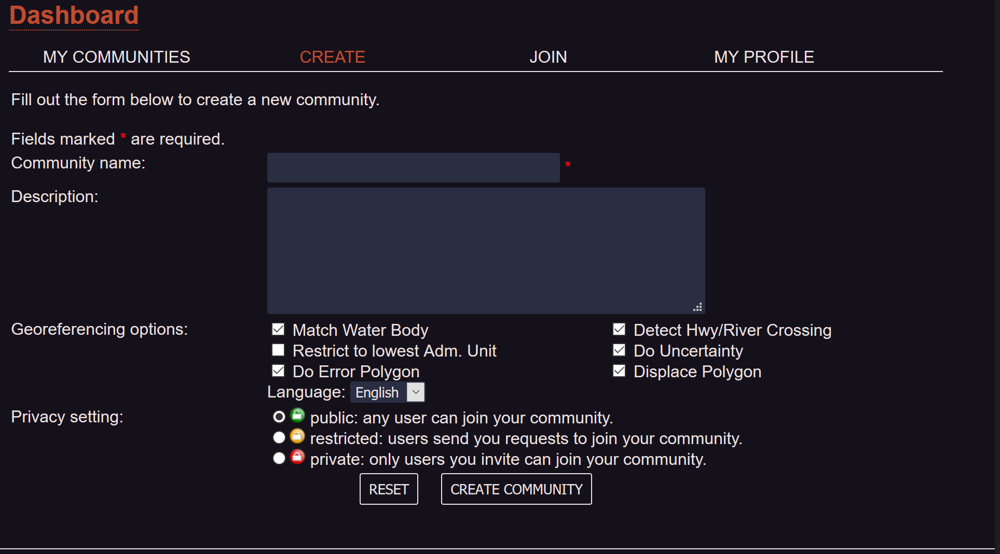 Dashboard
MY COMMUNITIES CREATE JOIN MY PROFILE
Fill out the form below to create a new community.
Fields marked * are required.
Community name: *
Description:
Georeferencing options: Match Water Body Detect Hwy/River Crossing
Restrict to lowest Adm. Unit Do Uncertainty
Do Error Polygon Displace Polygon
Language: English
Privacy setting: public: any user can join your community.
restricted: users send you requests to join your community.
private: only users you invite can join your community.
RESET CREATE COMMUNITY